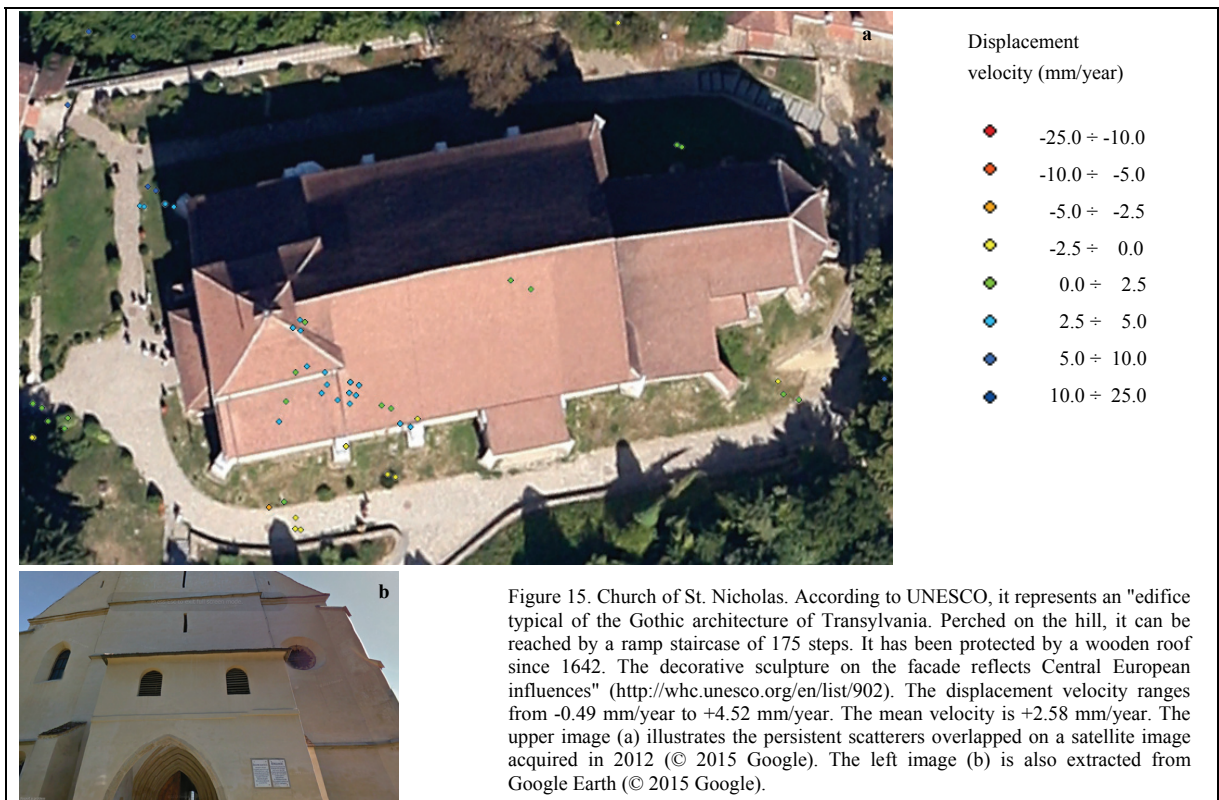 a
Displacement
velocity (mm/year)
-25.0 ÷ -10.0
-10.0 ÷ -5.0
-5.0 ÷ -2.5
-2.5 ÷ 0.0
0.0 ÷ 2.5
2.5 ÷ 5.0
5.0 ÷ 10.0
10.0 ÷ 25.0
b
Figure 15. Church of St. Nicholas. According to UNESCO, it represents an "edifice
typical of the Gothic architecture of Transylvania. Perched on the hill, it can be
reached by a ramp staircase of 175 steps. It has been protected by a wooden roof
since 1642. The decorative sculpture on the facade reflects Central European
influences" (http://whc.unesco.org/en/list/902). The displacement velocity ranges
from -0.49 mm/year to +4.52 mm/year. The mean velocity is +2.58 mm/year. The
upper image (a) illustrates the persistent scatterers overlapped on a satellite image
acquired in 2012 (© 2015 Google). The left image (b) is also extracted from
Google Earth (© 2015 Google).